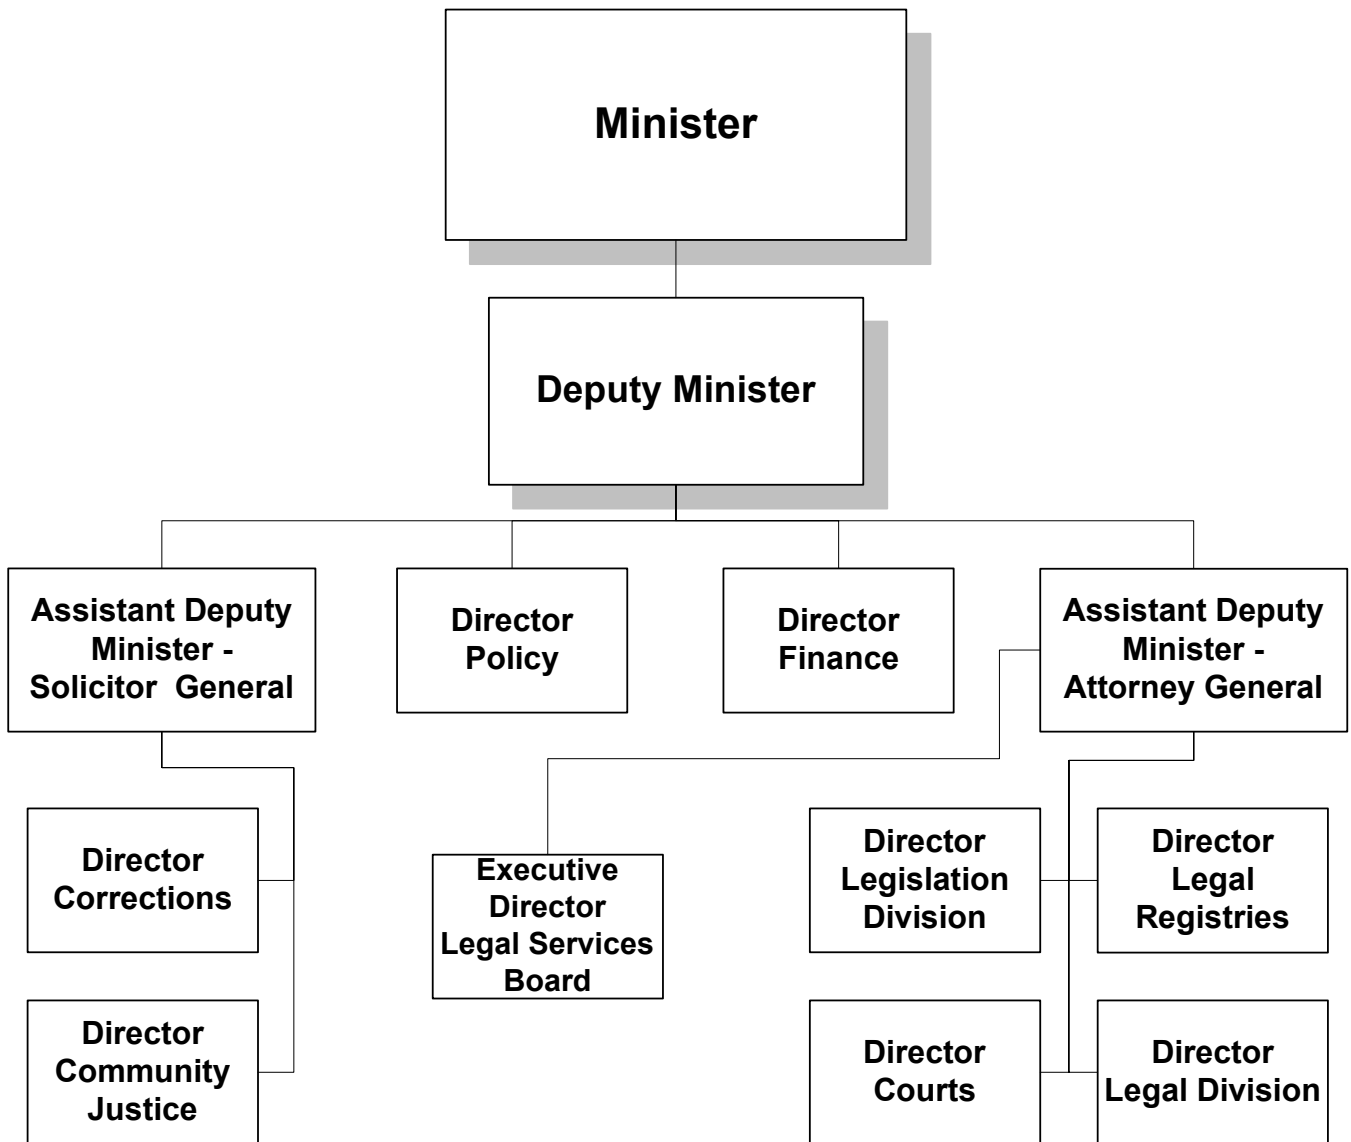 Minister
Deputy Minister
Assistant Deputy
Minister -
Solicitor General
Director
Policy
Director
Finance
Assistant Deputy
Minister -
Attorney General
Director
Corrections
Executive
Director
Legal Services
Board
Director
Legislation
Division
Director
Legal
Registries
Director
Community
Justice
Director
Courts
Director
Legal Division